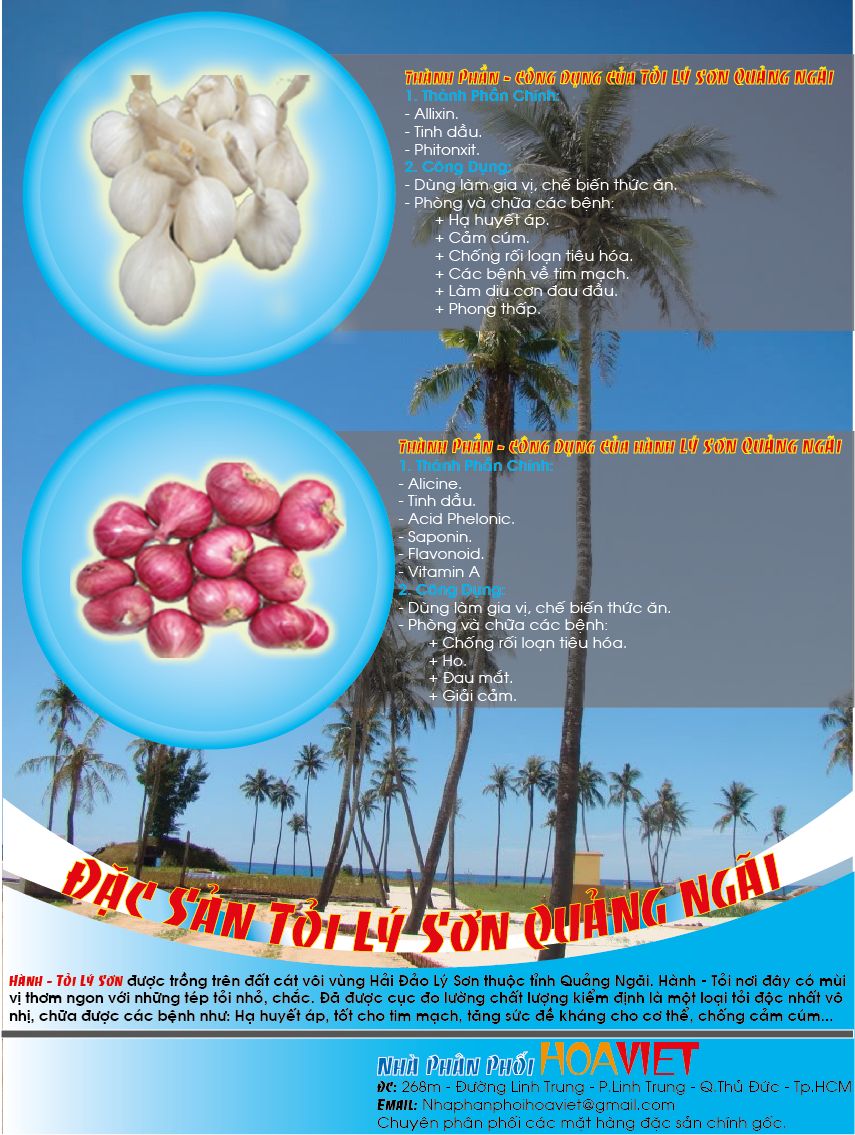 Thành Phần - Công dụng của Tỏi Lý Sơn Quảng Ngãi
1. Thành Phần Chính:
- Allixin.
- Tinh dầu.
- Phitonxit.
2. Công Dụng:
- Dùng làm gia vị, chế biến thức ăn.
- Phòng và chữa các bệnh:
+ Hạ huyết áp.
+ Cảm cúm.
+ Chống rối loạn tiêu hóa.
+ Các bệnh về tim mạch.
+ Làm dịu cơn đau đầu.
+ Phong thấp.
Thành Phần - Công dụng của hành Lý Sơn Quảng Ngãi
1. Thành Phần Chính:
- Alicine.
- Tinh dầu.
- Acid Phelonic.
- Saponin.
- Flavonoid.
- Vitamin A
2. Công Dụng:
- Dùng làm gia vị, chế biến thức ăn.
- Phòng và chữa các bệnh:
+ Chống rối loạn tiêu hóa.
+ Ho.
+ Đau mắt.
+ Giải cảm.
Đặc Sản Tỏi Lý Sơn Quảng Ngãi
Hành - Tỏi Lý Sơn được trồng trên đất cát vôi vùng Hải Đảo Lý Sơn thuộc tỉnh Quảng Ngãi. Hành - Tỏi nơi đây có mùi
vị thơm ngon với những tép tỏi nhỏ, chắc. Đã được cục đo lường chất lượng kiểm định là một loại tỏi độc nhất vô
nhị, chữa được các bệnh như: Hạ huyết áp, tốt cho tim mạch, tăng sức đề kháng cho cơ thể, chống cảm cúm...
Nhà Phân Phối HOAVIET
ĐC: 268m - Đường Linh Trung - P.Linh Trung - Q.Thủ Đức - Tp.HCM
Email: Nhaphanphoihoaviet@gmail.com
Chuyên phân phối các mặt hàng đặc sản chính gốc.